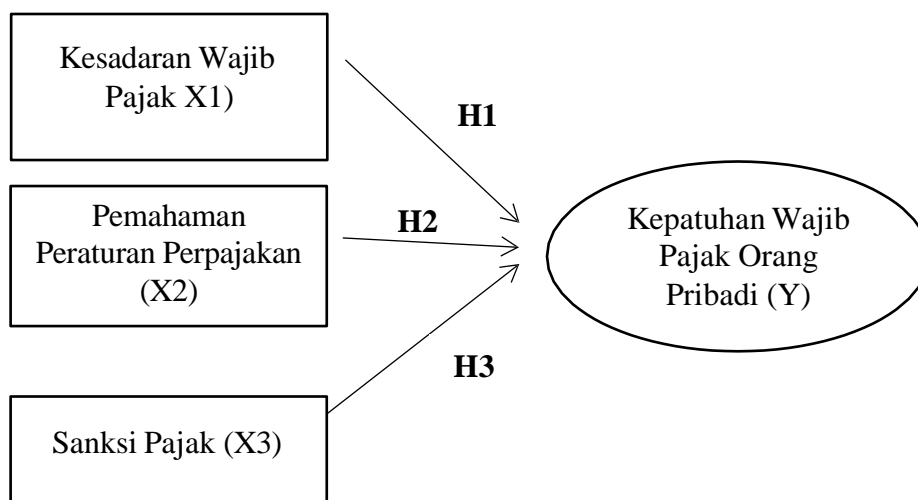 Kesadaran Wajib
Pajak X1)
H1
Pemahaman
Peraturan Perpajakan
(X2)
H2
Kepatuhan Wajib
Pajak Orang
Pribadi (Y)
H3
Sanksi Pajak (X3)